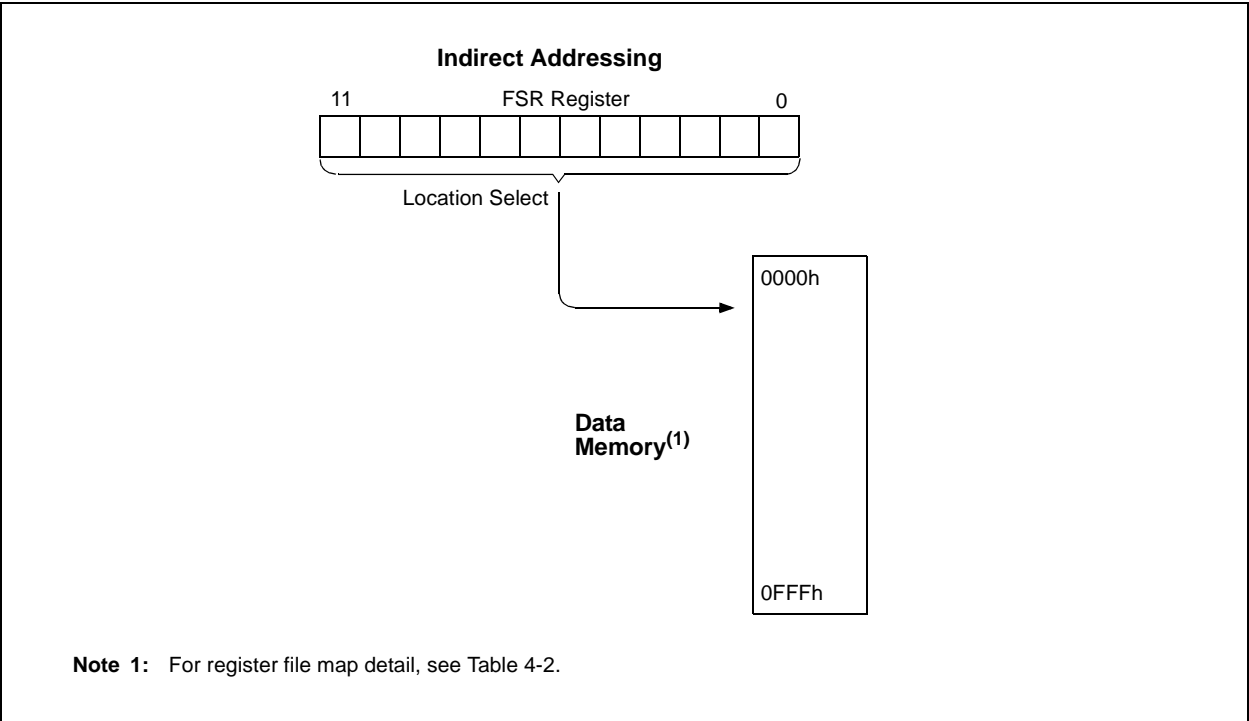 Indirect Addressing
11 FSR Register 0
Location Select
0000h
Data
Memory(1)
0FFFh
Note 1: For register file map detail, see Table 4-2.